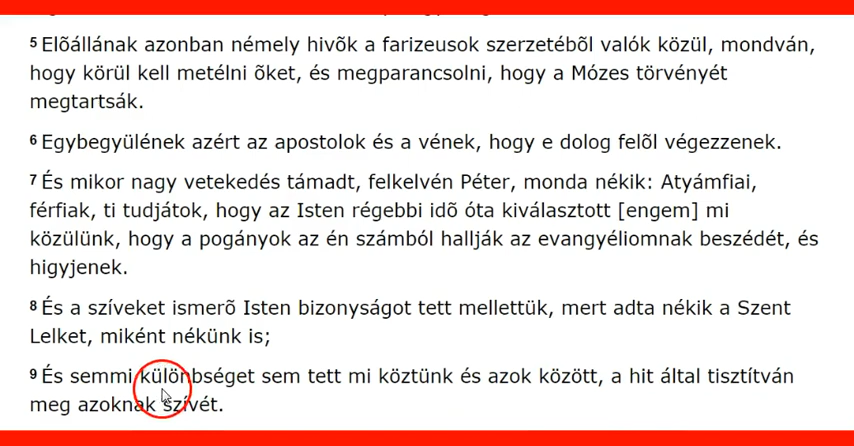 5 Elõállának azonban némely hivõk a farizeusok szerzetébõl valók közül, mondván,
hogy körül kell metélni õket, és megparancsolni, hogy a Mózes törvényét
megtartsák.
6 Egybegyülének azért az apostolok és a vének, hogy e dolog felõl végezzenek.
7 És mikor nagy vetekedés támadt, felkelvén Péter, monda nékik: Atyámfiai,
férfiak, ti tudjátok, hogy az Isten régebbi idõ óta kiválasztott [engem] mi
közülünk, hogy a pogányok az én számból hallják az evangyéliomnak beszédét, és
higyjenek.
8 És a szíveket ismerõ Isten bizonyságot tett mellettük, mert adta nékik a Szent
Lelket, miként nékünk is;
9 És semmi különbséget sem tett mi köztünk és azok között, a hit által tisztítván
meg azoknak szívét.